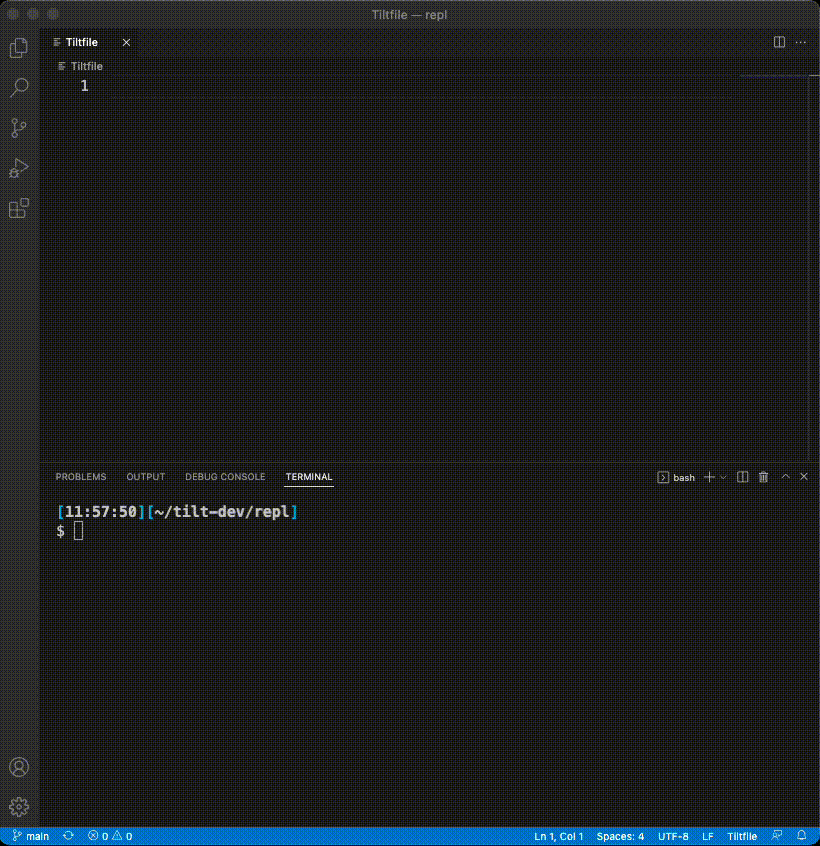 Tiltfile — repl
Tiltfile
Tiltfile
1
PROBLEMS OUTPUT DEBUG CONSOLE TERMINAL bash
[11:57:50][~/tilt-dev/repl]
$
main 0 0 Ln 1, Col 1 Spaces: 4 UTF-8 LF Tiltfile